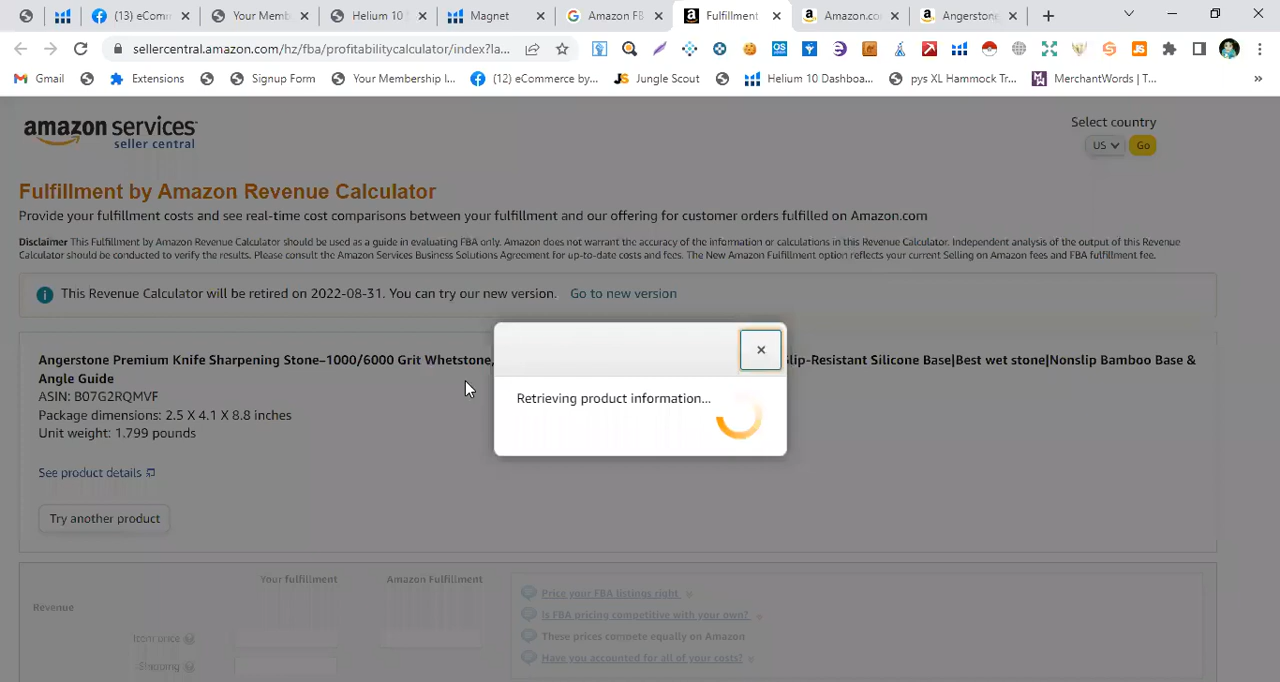 (13) eComm
Your Memb
Helium 10
Magnet
Amazon FB
Fulfillment
Amazon.co
Angerstone
sellercentral.amazon.com/hz/fba/profitabilitycalculator/index?la...
Gmail
Extensions
Signup Form
Your Membership I...
(12) eCommerce by...
Jungle Scout
Helium 10 Dashboa...
pys XL Hammock Tr...
MerchantWords | T...
»
amazon services
seller central
Select country
US
Go
Fulfillment by Amazon Revenue Calculator
Provide your fulfillment costs and see real-time cost comparisons between your fulfillment and our offering for customer orders fulfilled on Amazon.com
Disclaimer This Fulfillment by Amazon Revenue Calculator should be used as a guide in evaluating FBA only. Amazon does not warrant the accuracy of the information or calculations in this Revenue Calculator. Independent analysis of the output of this Revenue
Calculator should be conducted to verify the results. Please consult the Amazon Services Business Solutions Agreement for up-to-date costs and fees. The New Amazon Fulfillment option reflects your current Selling on Amazon fees and FBA fulfillment fee.
This Revenue Calculator will be retired on 2022-08-31. You can try our new version. Go to new version
Angerstone Premium Knife Sharpening Stone–1000/6000 Grit Whetstone, Slip-Resistant Silicone Base|Best wet stone|Nonslip Bamboo Base &
Angle Guide
ASIN: B07G2RQMVF
Package dimensions: 2.5 X 4.1 X 8.8 inches
Unit weight: 1.799 pounds
See product details
Try another product
Retrieving product information...
Your fulfillment
Amazon Fulfillment
Revenue
Item price
Shipping
Price your FBA listings right
Is FBA pricing competitive with your own?
These prices compete equally on Amazon
Have you accounted for all of your costs?